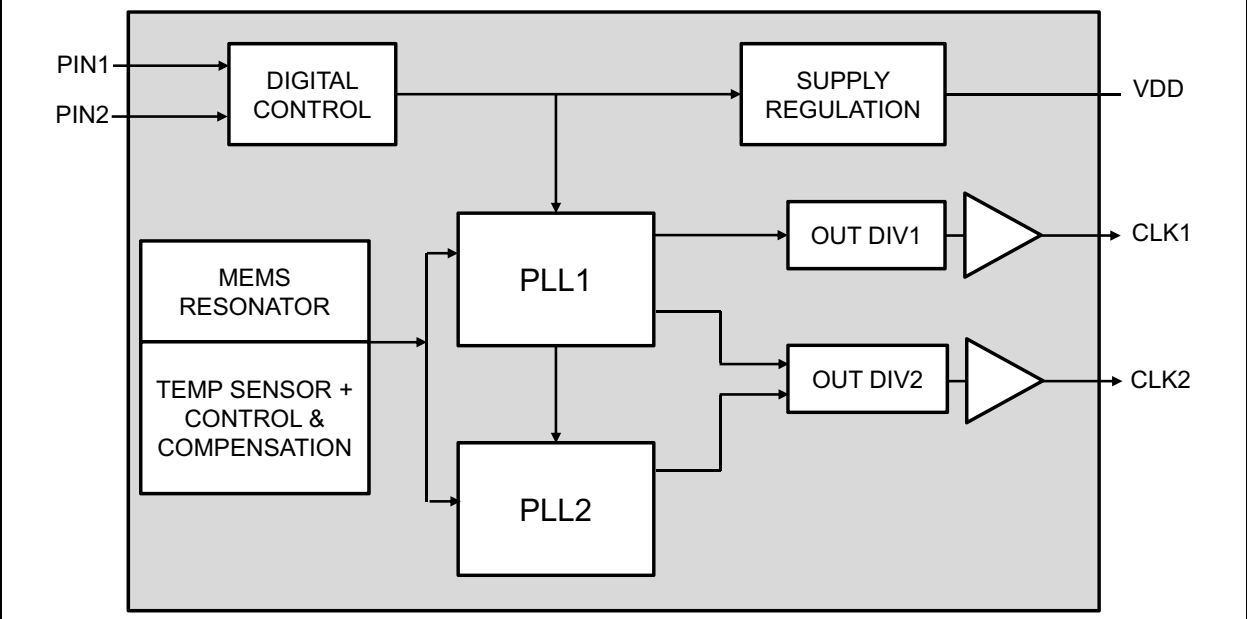 PIN1
PIN2
DIGITAL
CONTROL
SUPPLY
REGULATION
VDD
MEMS
RESONATOR
TEMP SENSOR +
CONTROL &
COMPENSATION
PLL1
PLL2
OUT DIV1
CLK1
OUT DIV2
CLK2